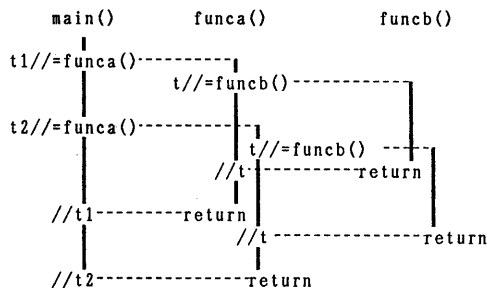 main() funca() funcb()
t1//=funca()
t//=funcb()
t2//=funca()
t//=funcb()
//t return
//t1 return
//t return
//t2 return